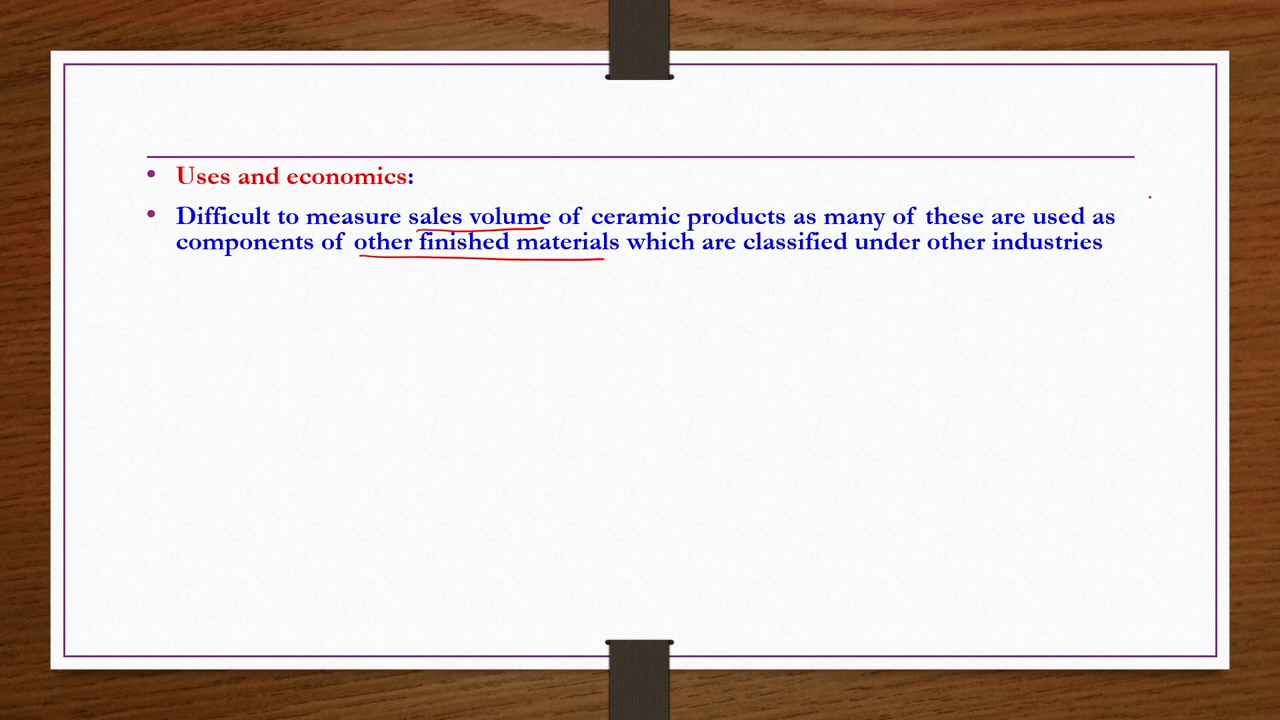 • Uses and economics:
• Difficult to measure sales volume of ceramic products as many of these are used as
components of other finished materials which are classified under other industries